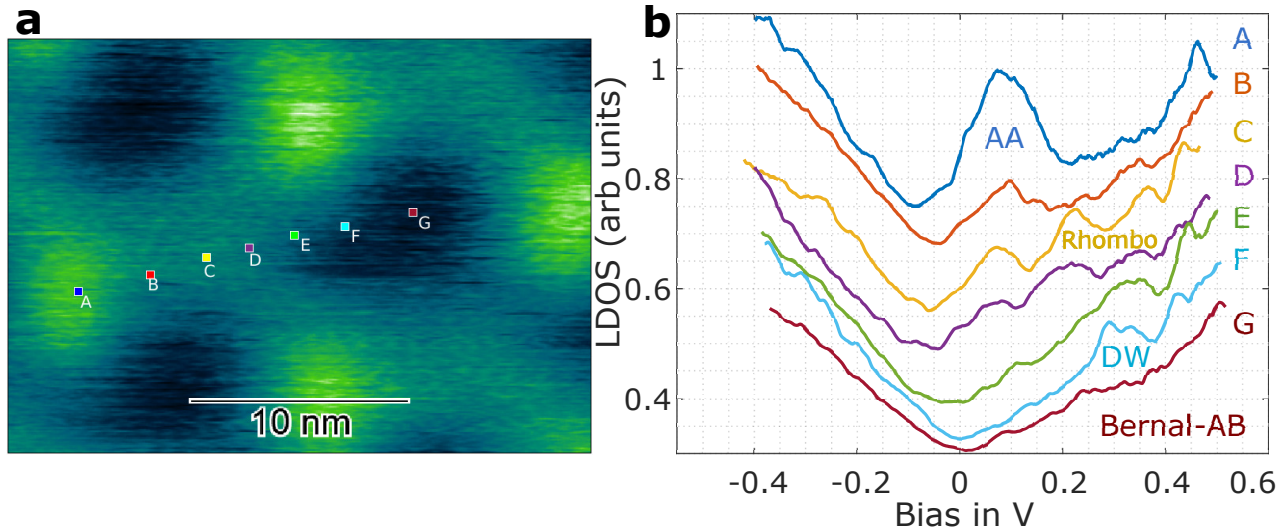 a
A
B
C
D
E
F
G
10 nm
b
LDOS (arb units)
1
0.8
0.6
0.4
A
B
C
D
E
F
G
AA
Rhombo
DW
Bernal-AB
-0.4
-0.2
0
0.2
0.4
0.6
Bias in V